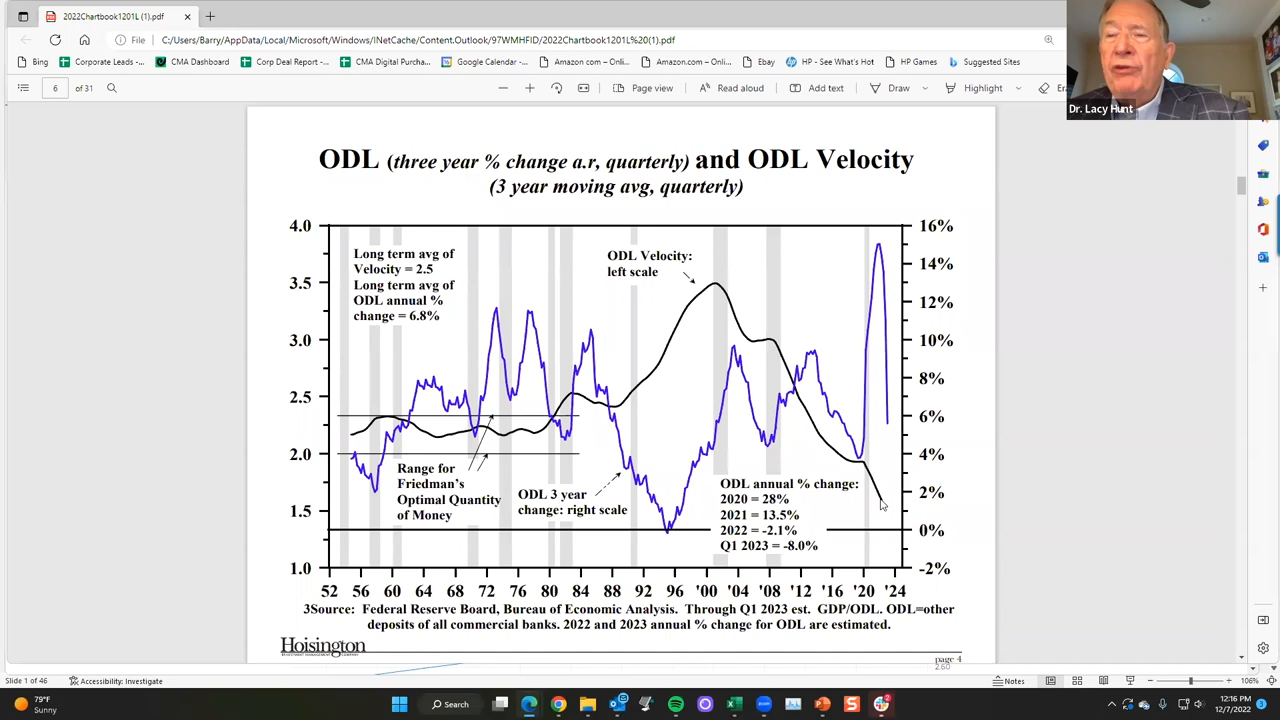 2022Chartbook1201L (1).pdf
File
C:/Users/Barry/AppData/Local/Microsoft/Windows/INetCache/Content.Outlook/97WMHFID/2022Chartbook1201L%20(1).pdf
Bing
Corporate Leads -...
CMA Dashboard
Corp Deal Report -...
CMA Digital Purcha...
Google Calendar -...
Amazon com – Onli...
Amazon.com – Onli...
Ebay
HP - See What's Hot
HP Games
Suggested Sites
6 of 31
Page view
Read aloud
Add text
Draw
Highlight
Dr. Lacy Hunt
ODL (three year % change a.r, quarterly) and ODL Velocity
(3 year moving avg, quarterly)
4.0
3.5
3.0
2.5
2.0
1.5
1.0
16%
14%
12%
10%
8%
6%
4%
2%
0%
-2%
Long term avg of
Velocity = 2.5
Long term avg of
ODL annual %
change = 6.8%
ODL Velocity:
left scale
Range for
Friedman's
Optimal Quantity
of Money
ODL 3 year
change: right scale
ODL annual % change:
2020 = 28%
2021 = 13.5%
2022 = -2.1%
Q1 2023 = -8.0%
52 56 60 64 68 72 76 80 84 88 92 96 '00 '04 '08 '12 '16 '20 '24
3Source: Federal Reserve Board, Bureau of Economic Analysis. Through Q1 2023 est. GDP/ODL. ODL=other
deposits of all commercial banks. 2022 and 2023 annual % change for ODL are estimated.
Hoisington
page 4
2.60
Slide 1 of 46
Accessibility: Investigate
Notes
106%
79°F
Sunny
Search
12:16 PM
12/7/2022